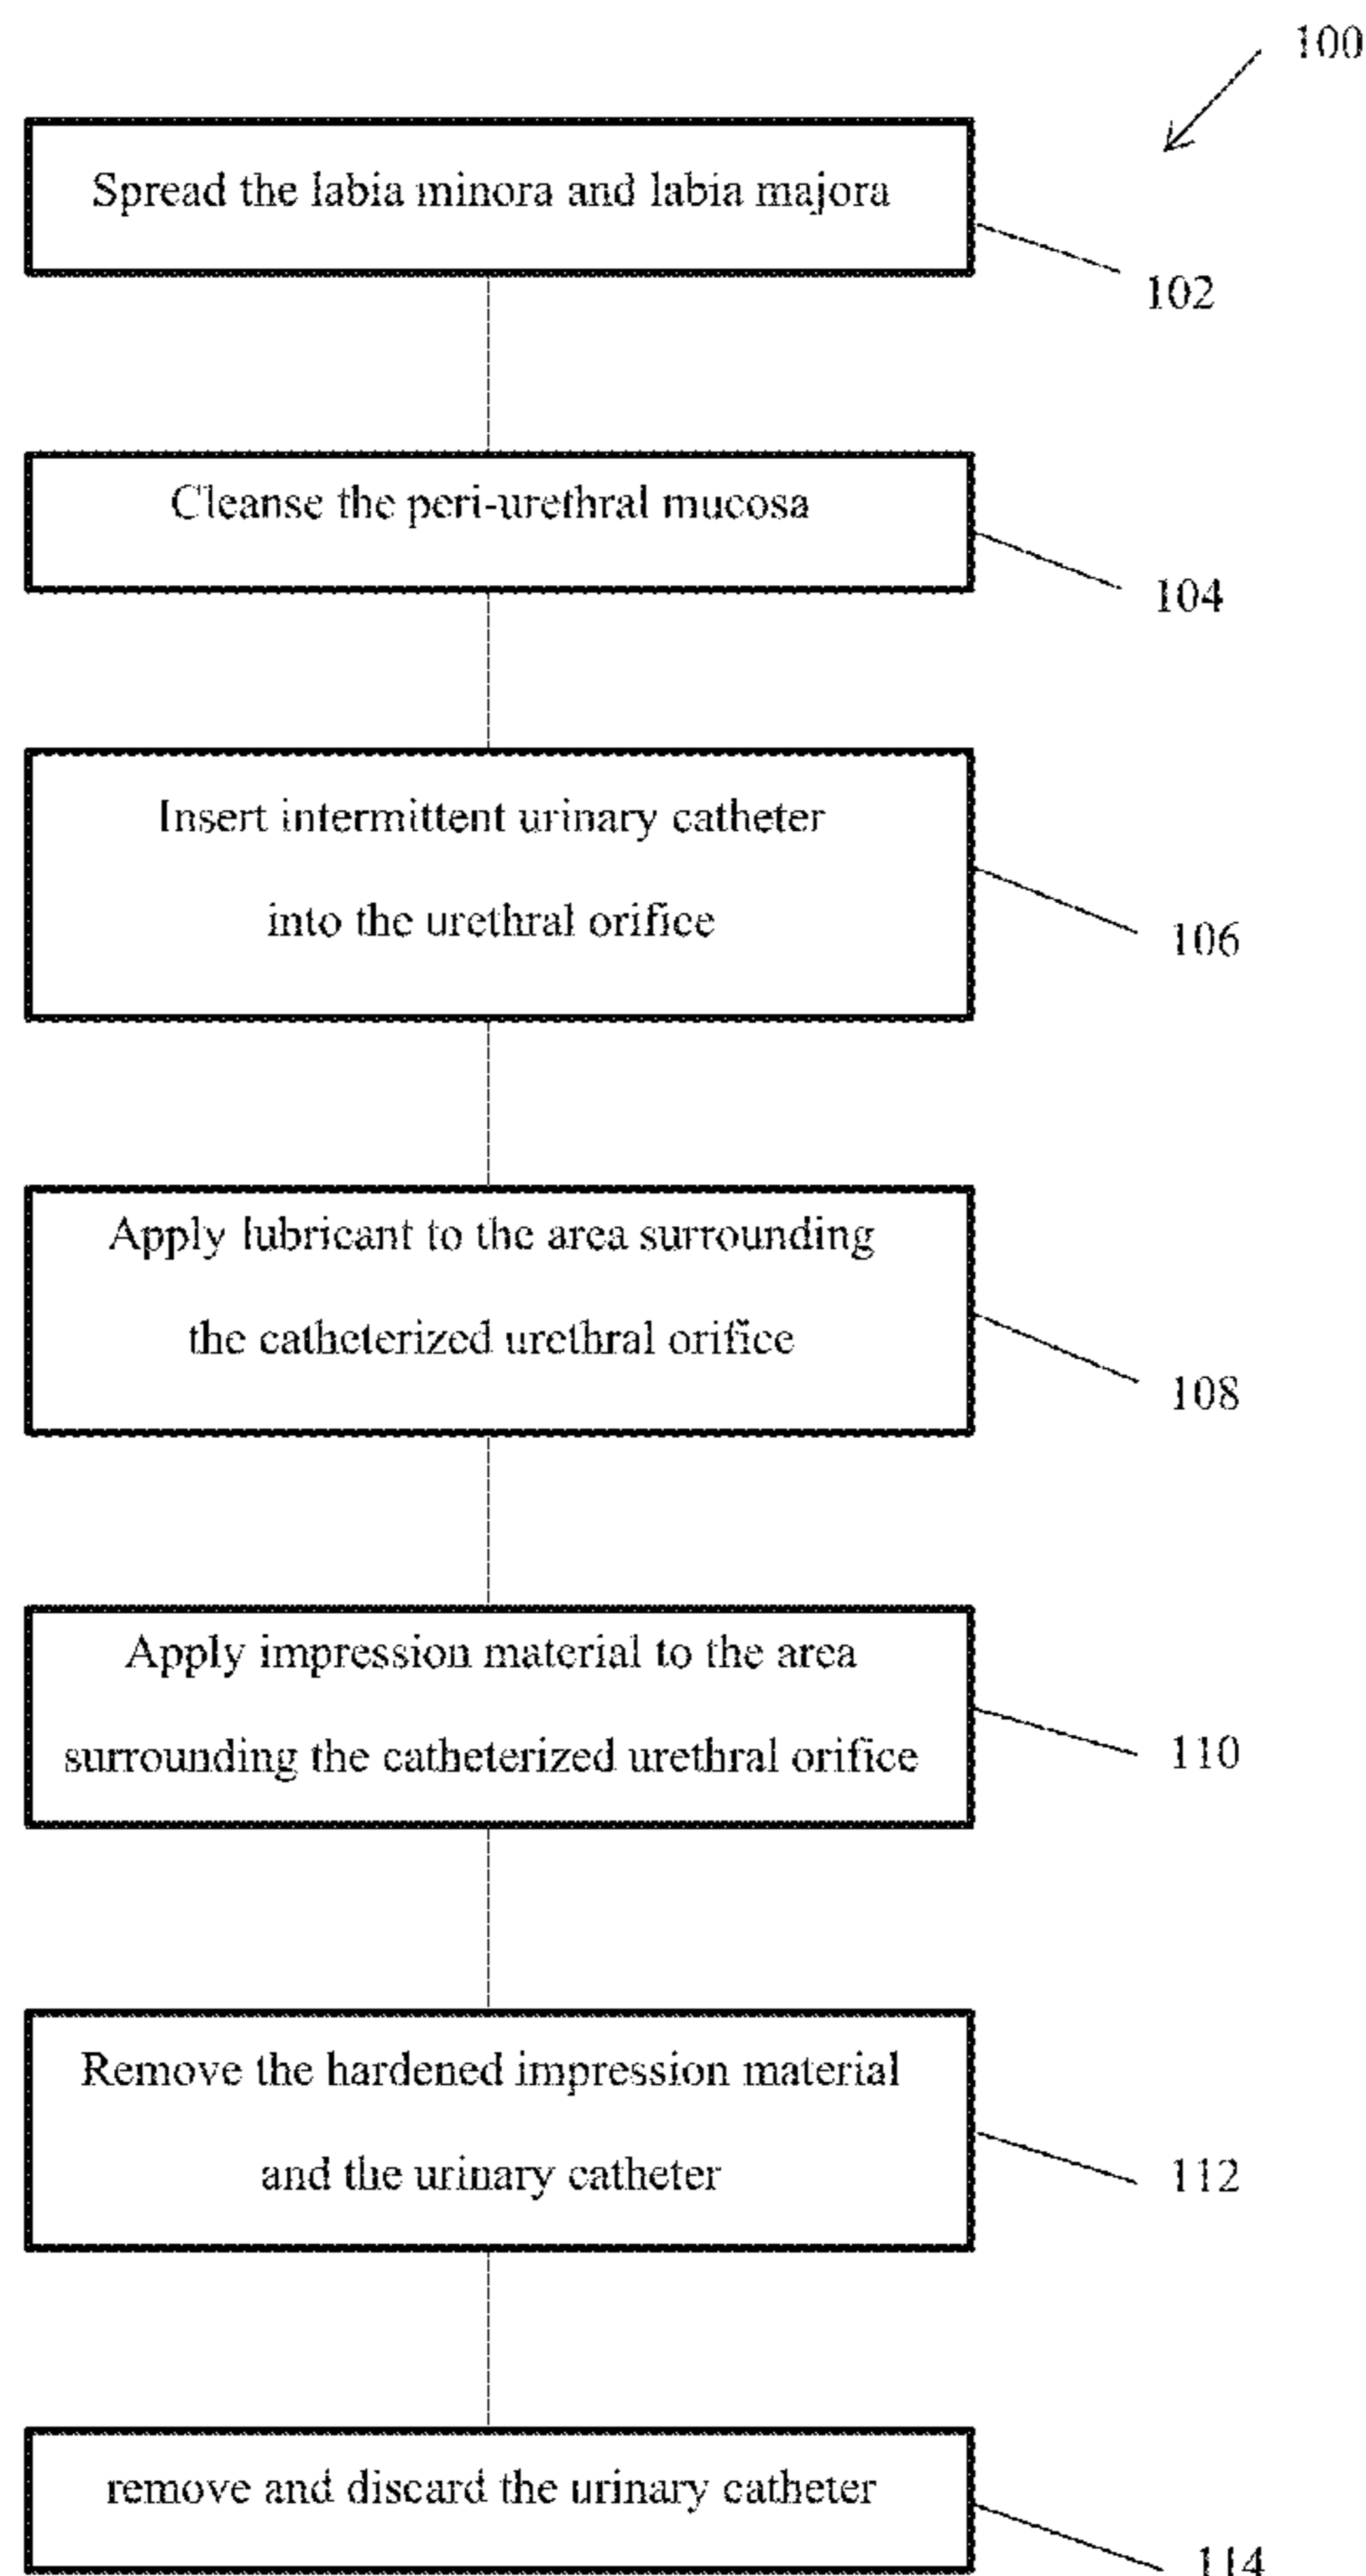 100
Spread the labia minora and labia majora
102
Cleanse the peri-urethral mucosa
104
Insert intermittent urinary catheter
into the urethral orifice
106
Apply lubricant to the area surrounding
the catheterized urethral orifice
108
Apply impression material to the area
surrounding the catheterized urethral orifice
110
Remove the hardened impression material
and the urinary catheter
112
remove and discard the urinary catheter
114